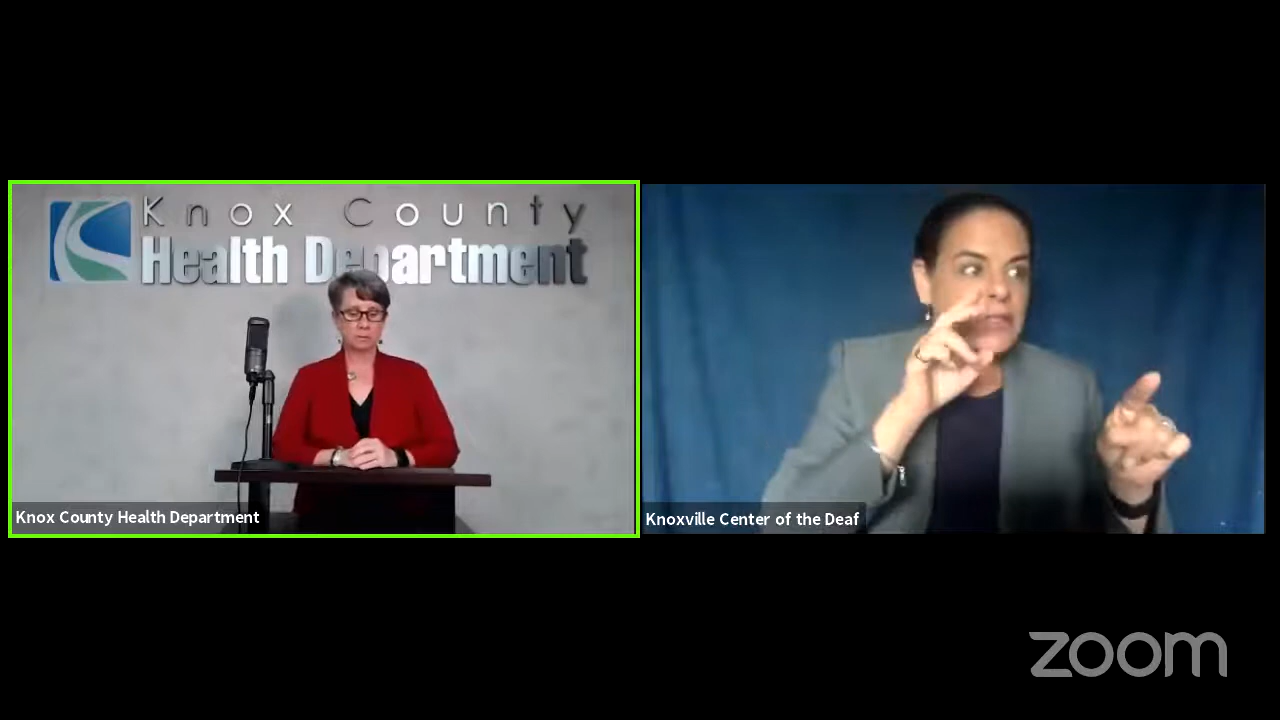 Knox County
Health Department
Knox County Health Department
Knoxville Center of the Deaf
zoom